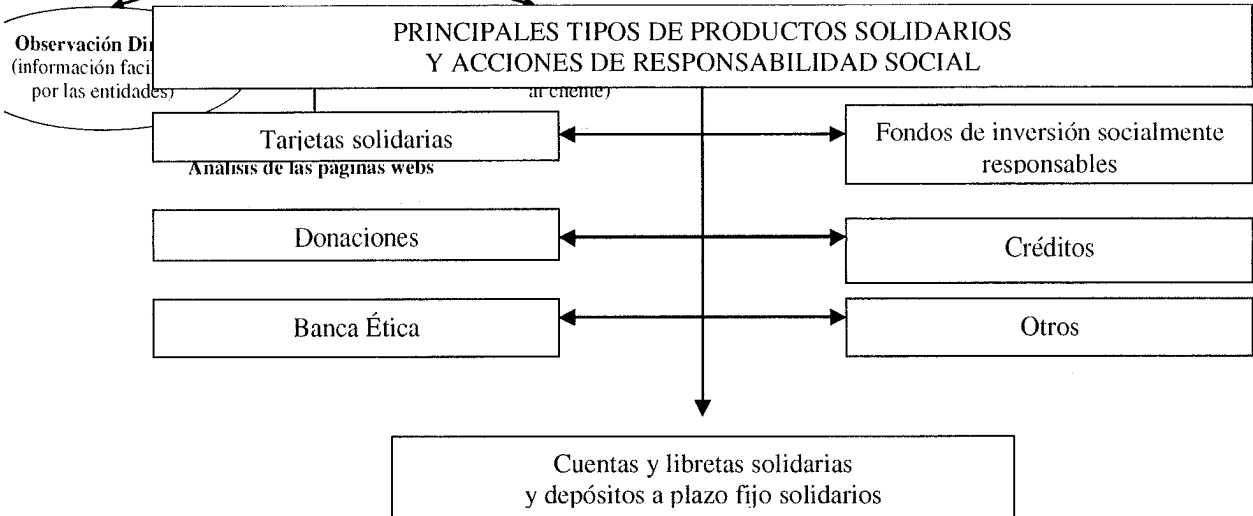 PRINCIPALES TIPOS DE PRODUCTOS SOLIDARIOS
Y ACCIONES DE RESPONSABILIDAD SOCIAL
Observación
(información
por las entidades)
al cliente)
Tarjetas solidarias
Análisis de las páginas webs
Fondos de inversión socialmente
responsables
Donaciones
Créditos
Banca Ética
Otros
Cuentas y libretas solidarias
y depósitos a plazo fijo solidarios